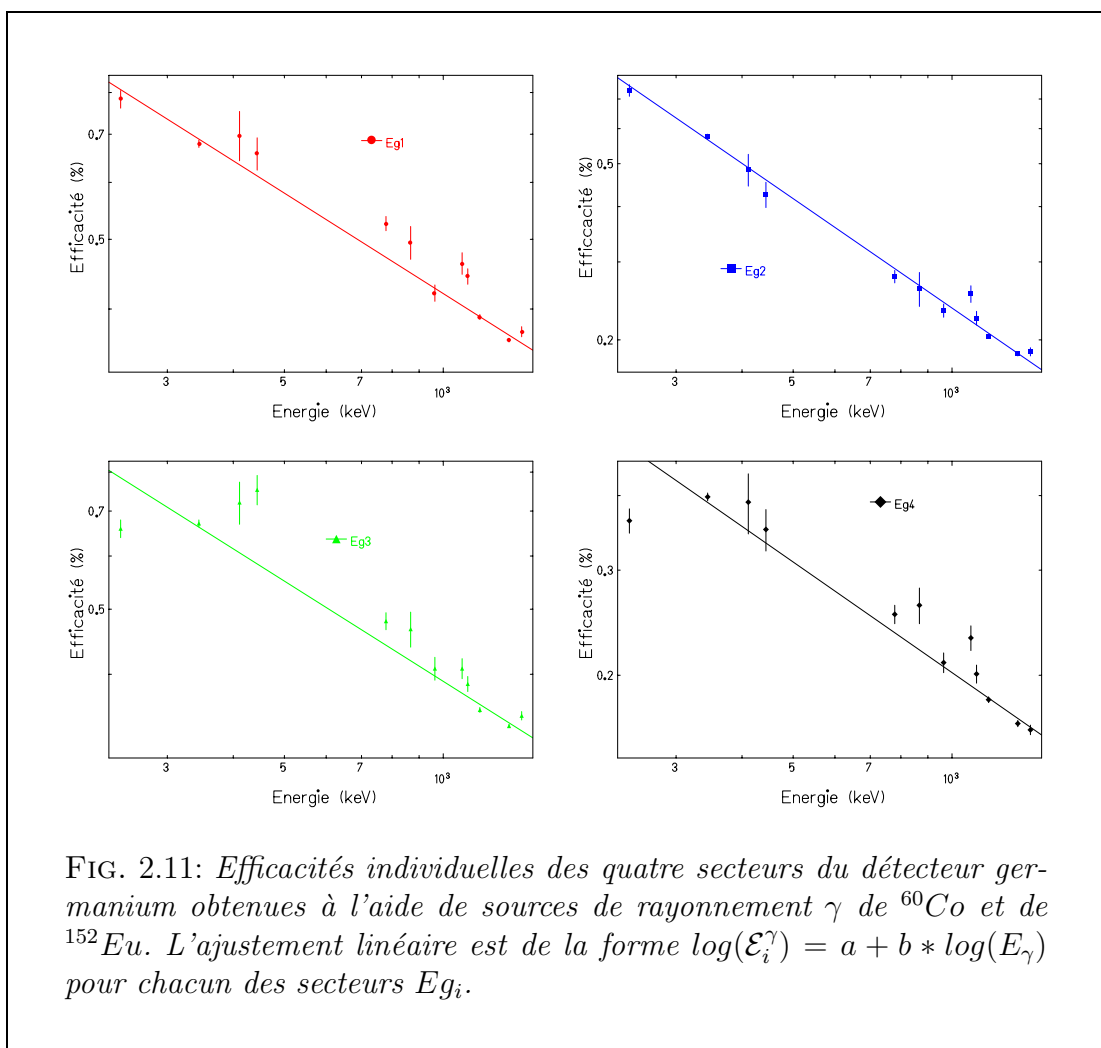 Efficacité (%)
0.7
0.5
Eg1
3
5
7
10³
Energie (keV)
Efficcacité (%)
0.5
0.2
Eg2
3
5
7
10³
Energie (keV)
Efficacité (%)
0.7
0.5
Eg3
3
5
7
10³
Energie (keV)
Efficacité (%)
0.3
0.2
Eg4
3
5
7
10³
Energie (keV)
FIG. 2.11: Efficacités individuelles des quatre secteurs du détecteur ger-
manium obtenues à l'aide de sources de rayonnement γ de ⁶⁰Co et de
¹⁵²Eu. L'ajustement linéaire est de la forme log(ℰᵢᵞ) = a + b * log(E_γ)
pour chacun des secteurs Egᵢ.